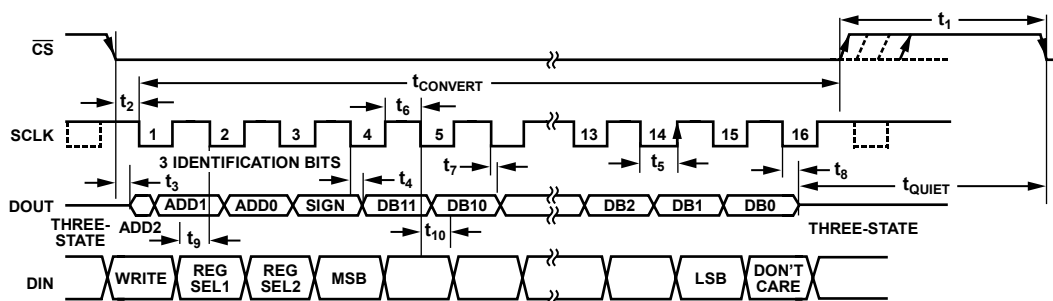 t1
CS
tCONVERT
t2
t6
SCLK
1 2 3 4 5 13 14 15 16
3 IDENTIFICATION BITS
t7
t5
t8
t3
t4
tQUIET
DOUT
ADD1 ADD0 SIGN DB11 DB10 DB2 DB1 DB0
THREE-
STATE
ADD2
t9
t10
THREE-STATE
DIN
WRITE
REG
SEL1
REG
SEL2
MSB
LSB
DON'T
CARE